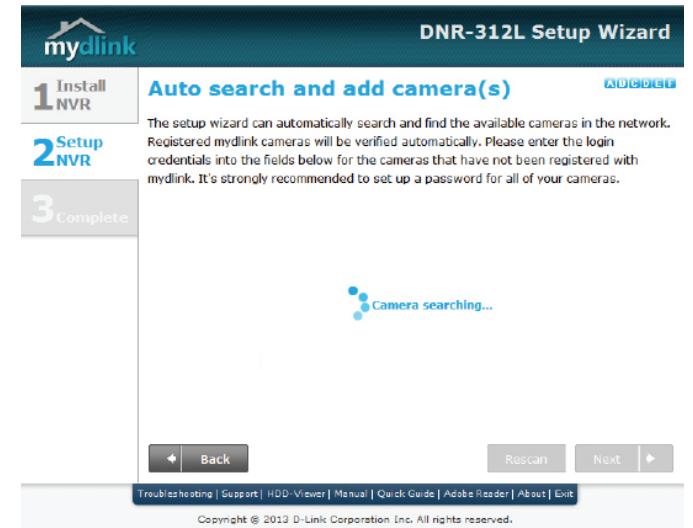 mydlink
DNR-312L Setup Wizard
1 Install NVR
2 Setup NVR
3 Complete
Auto search and add camera(s)
A B C D E F
The setup wizard can automatically search and find the available cameras in the network.
Registered mydlink cameras will be verified automatically. Please enter the login
credentials into the fields below for the cameras that have not been registered with
mydlink. It's strongly recommended to set up a password for all of your cameras.
Camera searching...
Back
Rescan
Next
Troubleshooting | Support | HDD-Viewer | Manual | Quick Guide | Adobe Reader | About | Exit
Copyright © 2013 D-Link Corporation Inc. All rights reserved.